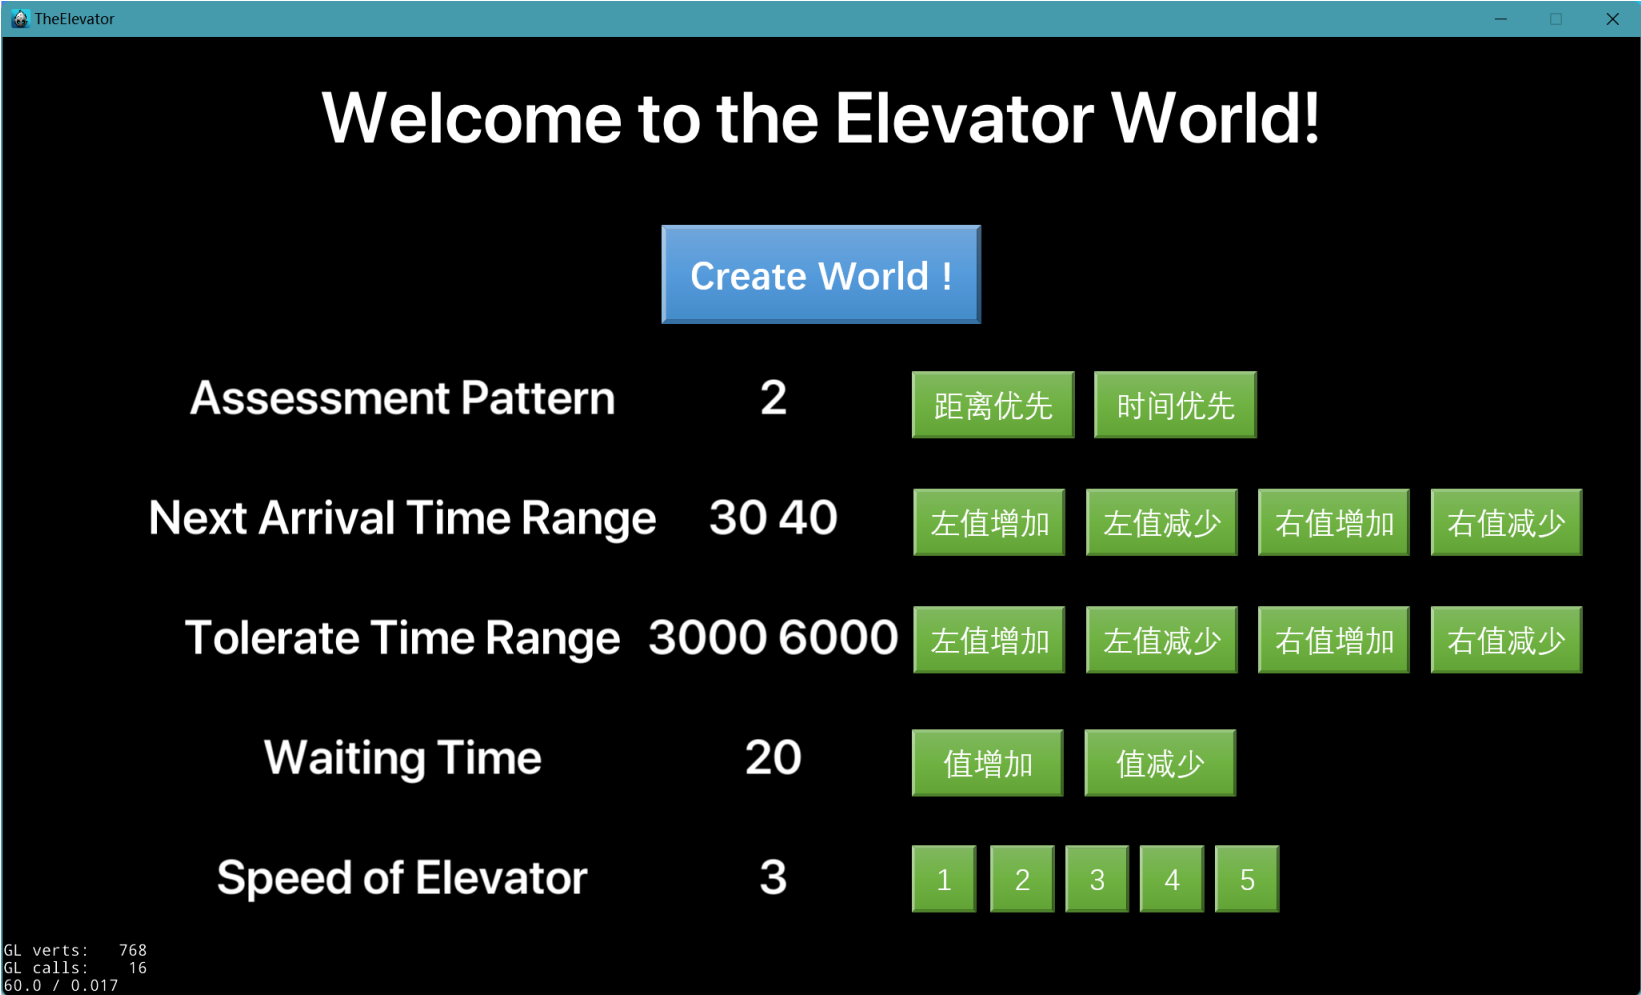 TheElevator
Welcome to the Elevator World!
Create World !
Assessment Pattern 2 距离优先 时间优先
Next Arrival Time Range 30 40 左值增加 左值减少 右值增加 右值减少
Tolerate Time Range 3000 6000 左值增加 左值减少 右值增加 右值减少
Waiting Time 20 值增加 值减少
Speed of Elevator 3 1 2 3 4 5
GL verts: 768
GL calls: 16
60.0 / 0.017